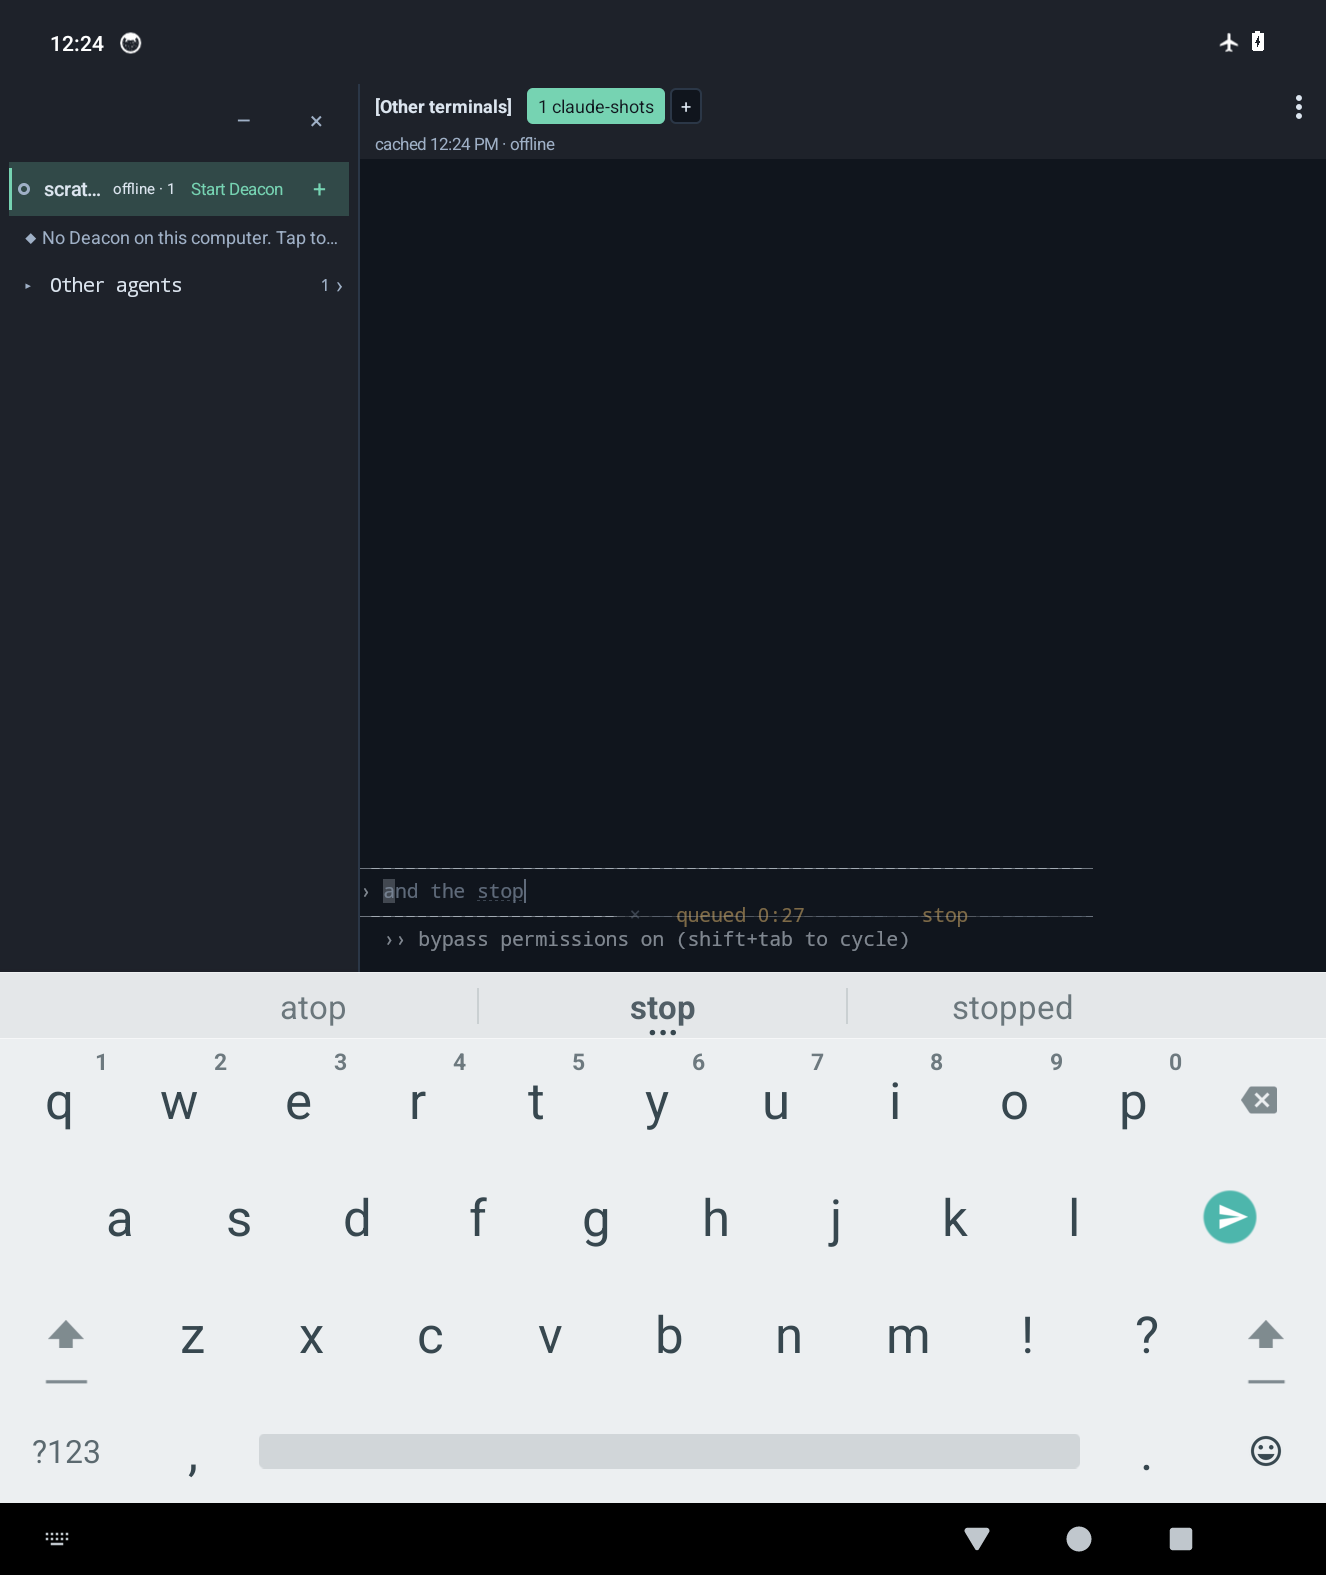 12:24
[Other terminals] 1 claude-shots +
cached 12:24 PM · offline
scrat… offline · 1 Start Deacon +
No Deacon on this computer. Tap to…
Other agents 1 ›
› and the stop
× queued 0:27 stop
›› bypass permissions on (shift+tab to cycle)
atop stop stopped
1 2 3 4 5 6 7 8 9 0
q w e r t y u i o p
a s d f g h j k l
z x c v b n m ! ?
?123 , .